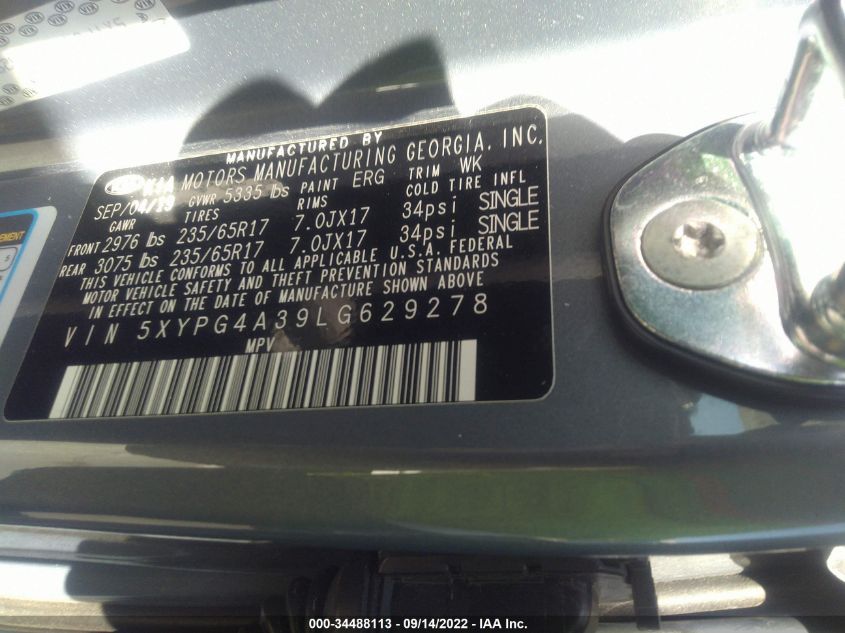 MANUFACTURED BY
KIA MOTORS MANUFACTURING GEORGIA, INC.
SEP/04/19 GVWR 5335 lbs PAINT ERG TRIM WK
GAWR TIRES RIMS COLD TIRE INFL
FRONT 2976 lbs 235/65R17 7.0JX17 34psi SINGLE
REAR 3075 lbs 235/65R17 7.0JX17 34psi SINGLE
THIS VEHICLE CONFORMS TO ALL APPLICABLE U.S.A. FEDERAL
MOTOR VEHICLE SAFETY AND THEFT PREVENTION STANDARDS
IN EFFECT ON THE DATE OF MANUFACTURE SHOWN ABOVE
VIN 5XYPG4A39LG629278
MPV
000-34488113 - 09/14/2022 - IAA Inc.